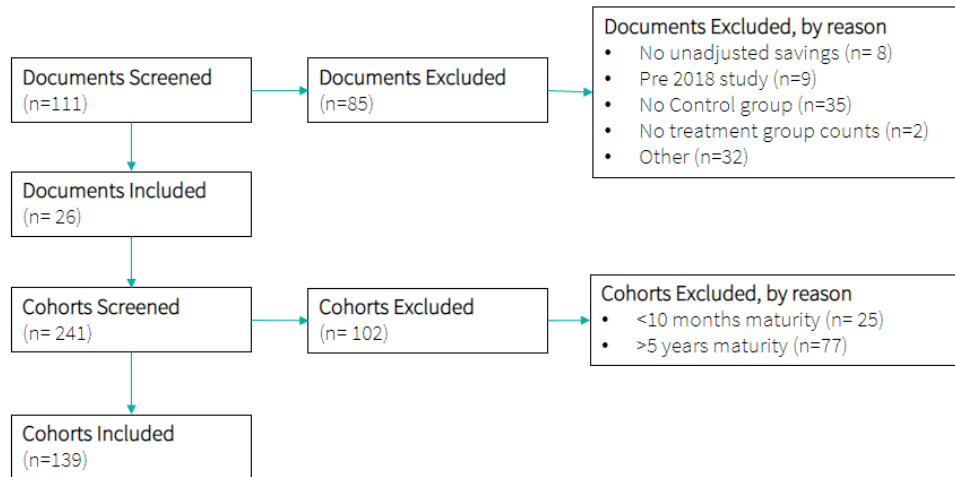 Documents Screened
(n=111)
Documents Excluded
(n=85)
Documents Excluded, by reason
• No unadjusted savings (n= 8)
• Pre 2018 study (n=9)
• No Control group (n=35)
• No treatment group counts (n=2)
• Other (n=32)
Documents Included
(n= 26)
Cohorts Screened
(n= 241)
Cohorts Excluded
(n= 102)
Cohorts Excluded, by reason
• <10 months maturity (n= 25)
• >5 years maturity (n=77)
Cohorts Included
(n=139)